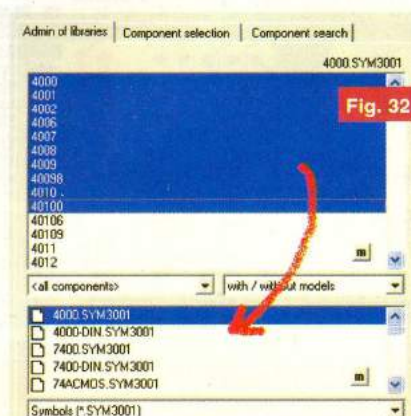 Admin of libraries Component selection Component search
4000.SYM3001
4000
4001
4002
4006
4007
4008
4009
40098
4010
40100
40106
40109
4011
4012
Fig. 32
m
<all components> with / without models
4000.SYM3001
4000-DIN.SYM3001
7400.SYM3001
7400-DIN.SYM3001
74ACMOS.SYM3001
m
Symbols (*.SYM3001)